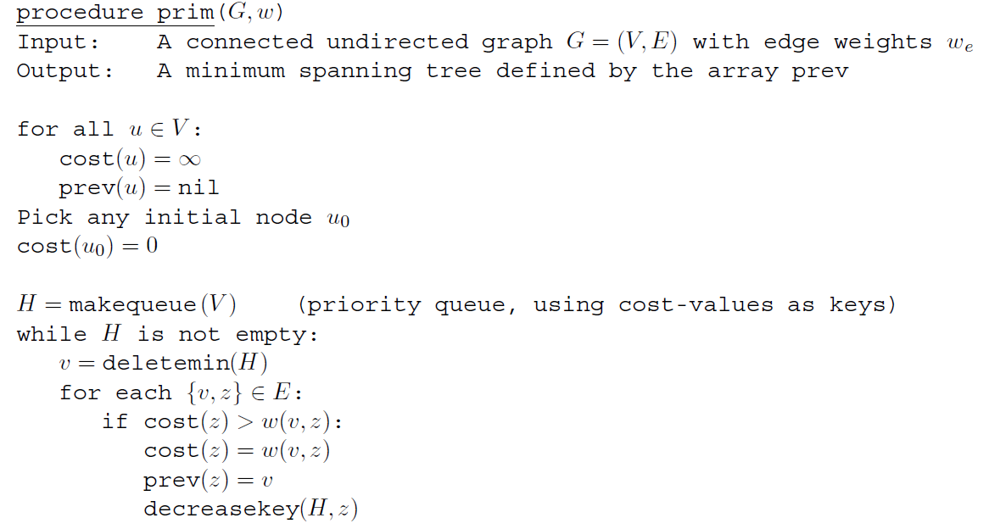 procedure prim(G, w)
Input: A connected undirected graph G = (V, E) with edge weights wₑ
Output: A minimum spanning tree defined by the array prev
for all u ∈ V:
cost(u) = ∞
prev(u) = nil
Pick any initial node u₀
cost(u₀) = 0
H = makequeue(V) (priority queue, using cost-values as keys)
while H is not empty:
v = deletemin(H)
for each {v, z} ∈ E:
if cost(z) > w(v, z):
cost(z) = w(v, z)
prev(z) = v
decreasekey(H, z)